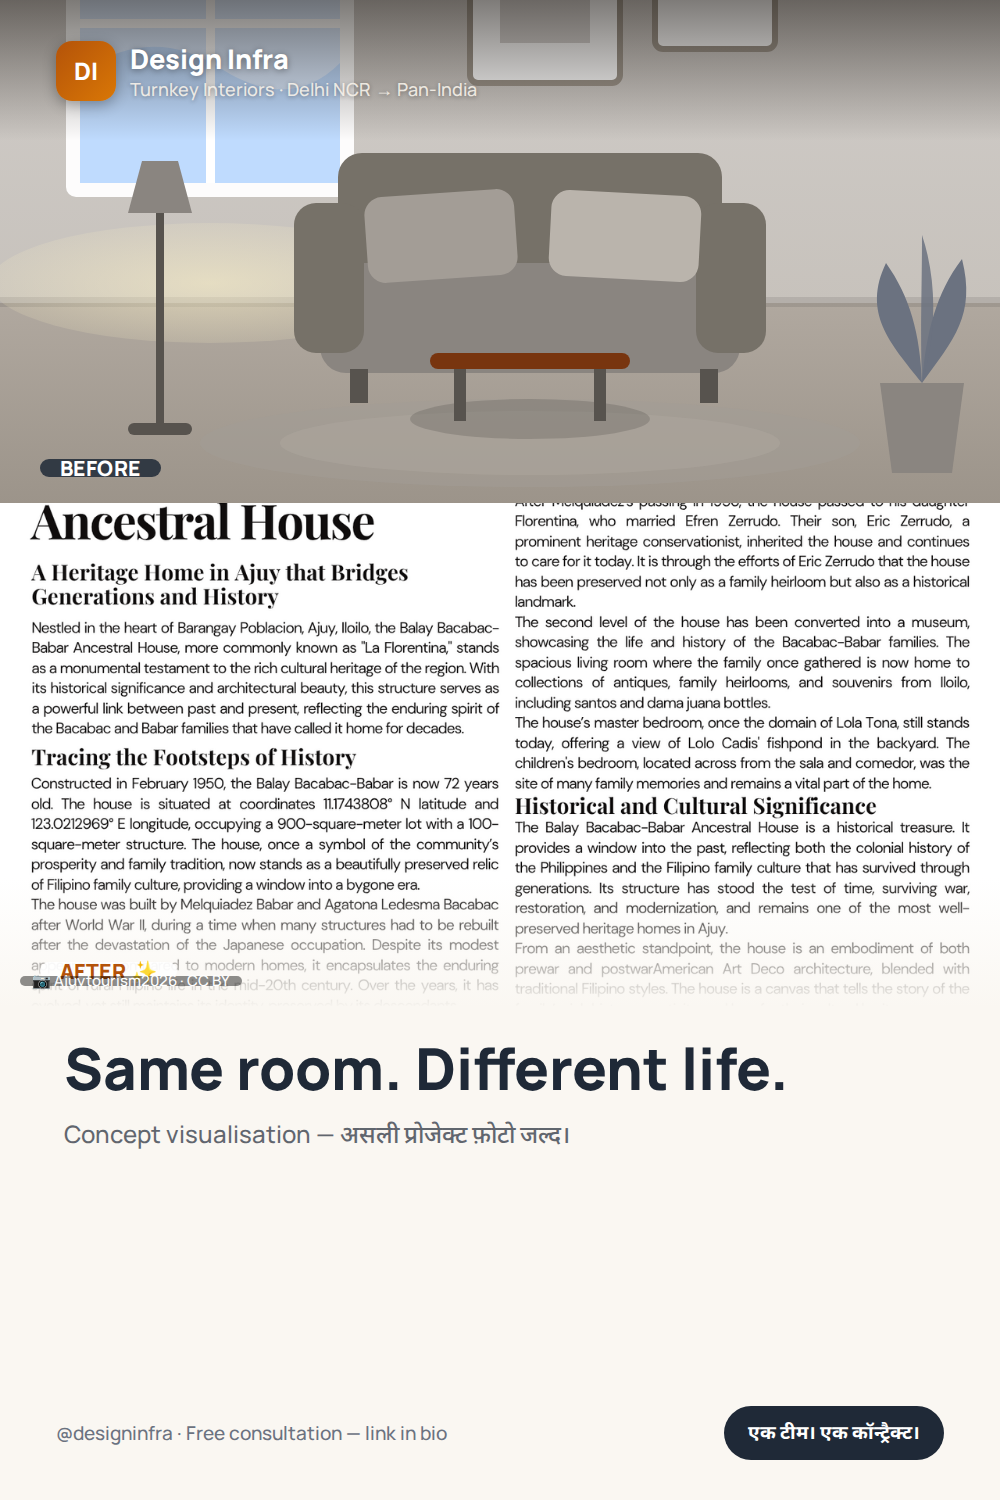 DI
Design Infra
Turnkey Interiors · Delhi NCR → Pan-India
BEFORE
Ancestral House
A Heritage Home in Ajuy that Bridges
Generations and History
Nestled in the heart of Barangay Poblacion, Ajuy, Iloilo, the Balay Bacabac-
Babar Ancestral House, more commonly known as "La Florentina," stands
as a monumental testament to the rich cultural heritage of the region. With
its historical significance and architectural beauty, this structure serves as
a powerful link between past and present, reflecting the enduring spirit of
the Bacabac and Babar families that have called it home for decades.
Tracing the Footsteps of History
Constructed in February 1950, the Balay Bacabac-Babar is now 72 years
old. The house is situated at coordinates 11.1743808° N latitude and
123.0212969° E longitude, occupying a 900-square-meter lot with a 100-
square-meter structure. The house, once a symbol of the community's
prosperity and family tradition, now stands as a beautifully preserved relic
of Filipino family culture, providing a window into a bygone era.
The house was built by Melquiadez Babar and Agatona Ledesma Bacabac
after World War II, during a time when many structures had to be rebuilt
after the devastation of the Japanese occupation. Despite its modest
to modern homes, it encapsulates the enduring
of rural Filipino life in the mid-20th century. Over the years, it has
After Melquiadez's passing in 1990, the house passed to his daughter
Florentina, who married Efren Zerrudo. Their son, Eric Zerrudo, a
prominent heritage conservationist, inherited the house and continues
to care for it today. It is through the efforts of Eric Zerrudo that the house
has been preserved not only as a family heirloom but also as a historical
landmark.
The second level of the house has been converted into a museum,
showcasing the life and history of the Bacabac-Babar families. The
spacious living room where the family once gathered is now home to
collections of antiques, family heirlooms, and souvenirs from Iloilo,
including santos and dama juana bottles.
The house's master bedroom, once the domain of Lola Tona, still stands
today, offering a view of Lolo Cadis' fishpond in the backyard. The
children's bedroom, located across from the sala and comedor, was the
site of many family memories and remains a vital part of the home.
Historical and Cultural Significance
The Balay Bacabac-Babar Ancestral House is a historical treasure. It
provides a window into the past, reflecting both the colonial history of
the Philippines and the Filipino family culture that has survived through
generations. Its structure has stood the test of time, surviving war,
restoration, and modernization, and remains one of the most well-
preserved heritage homes in Ajuy.
From an aesthetic standpoint, the house is an embodiment of both
prewar and postwarAmerican Art Deco architecture, blended with
traditional Filipino styles. The house is a canvas that tells the story of the
AFTER ✨
📷 Ajuytourism2026 · CC BY
Same room. Different life.
Concept visualisation — असली प्रोजेक्ट फ़ोटो जल्द।
@designinfra · Free consultation — link in bio
एक टीम। एक कॉन्ट्रैक्ट।